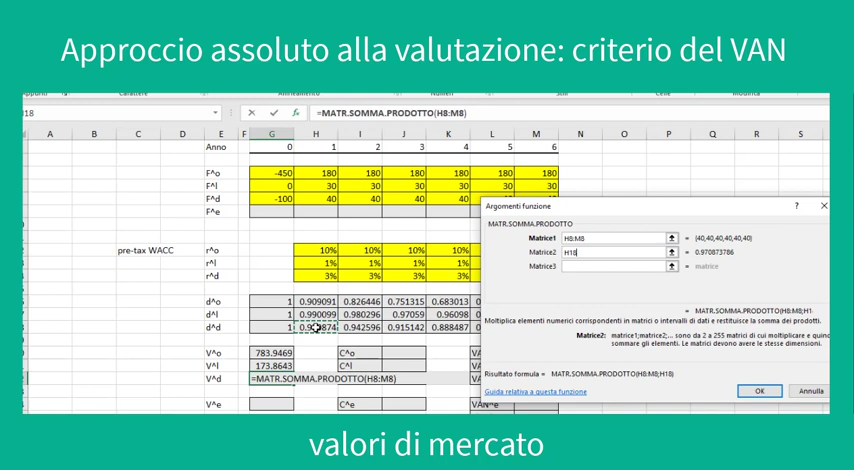 Approccio assoluto alla valutazione: criterio del VAN
=MATR.SOMMA.PRODOTTO(H8:M8)
A B C D E F G H I J K L M N O P Q R S
Anno 0 1 2 3 4 5 6
F^o -450 180 180 180 180 180 180
F^l 0 30 30 30 30 30 30
F^d -100 40 40 40 40
F^e
Argomenti funzione ? ×
MATR.SOMMA.PRODOTTO
Matrice1 H8:M8 = {40,40,40,40,40,40}
Matrice2 H18 = 0.970873786
Matrice3 = matrice
= MATR.SOMMA.PRODOTTO(H8:M8;H1
Moltiplica elementi numerici corrispondenti in matrici o intervalli di dati e restituisce la somma dei prodotti.
Matrice2: matrice1;matrice2;... sono da 2 a 255 matrici di cui moltiplicare e quindi
sommare gli elementi. Le matrici devono avere le stesse dimensioni.
Risultato formula = MATR.SOMMA.PRODOTTO(H8:M8;H18)
Guida relativa a questa funzione OK Annulla
pre-tax WACC r^o 10% 10% 10% 10%
r^l 1% 1% 1% 1%
r^d 3% 3% 3% 3%
d^o 1 0.909091 0.826446 0.751315 0.683013
d^l 1 0.990099 0.980296 0.97059 0.96098
d^d 1 0.942596 0.915142 0.888487
V^o 783.9469 C^o
V^l 173.8643 C^l
V^d =MATR.SOMMA.PRODOTTO(H8:M8)
V^e C^e VAN^e
valori di mercato